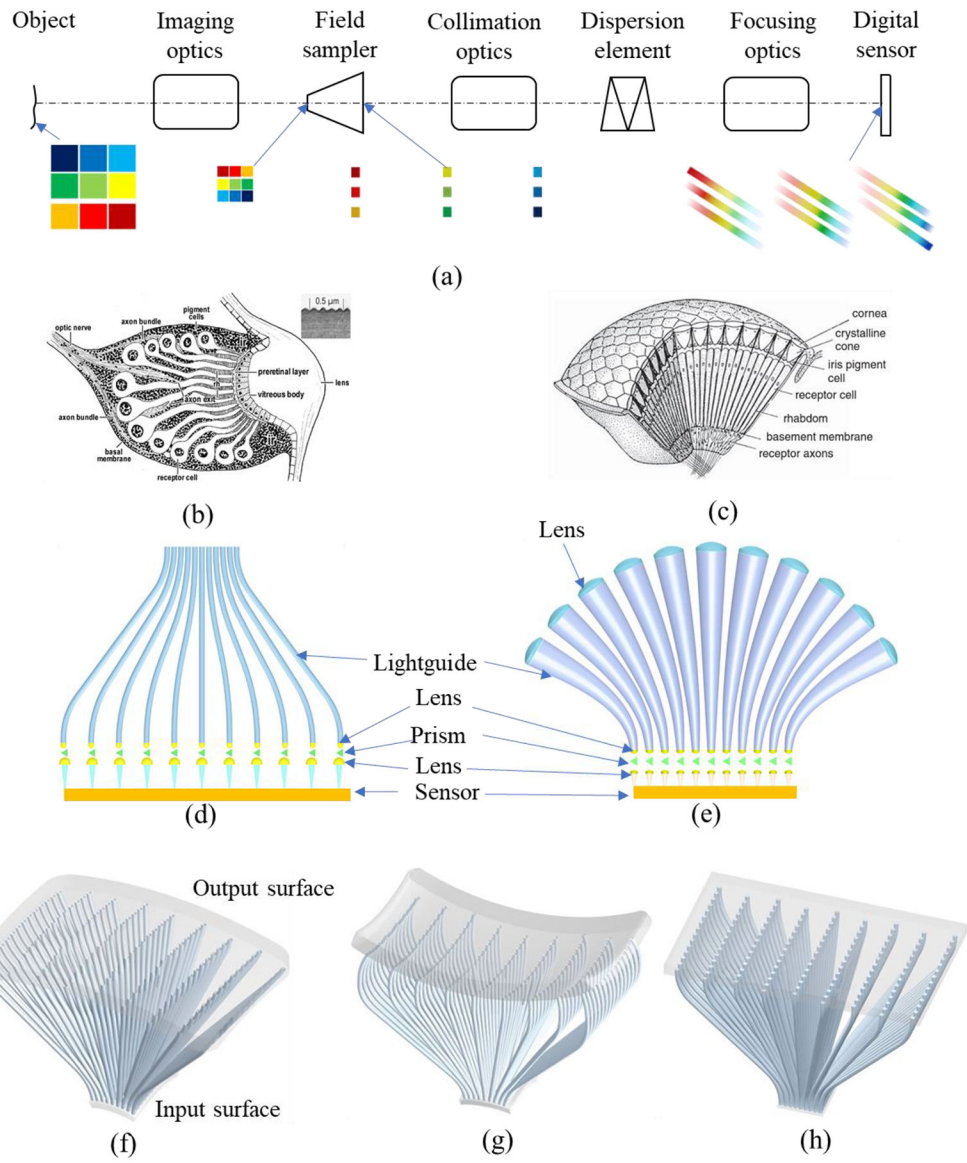 Object
Imaging
optics
Field
sampler
Collimation
optics
Dispersion
element
Focusing
optics
Digital
sensor
(a)
optic nerve
axon bundle
pigment
cells
0.5 µm
preretinal layer
lens
rh
axon exit
vitreous body
axon bundle
basal
membrane
receptor cell
(b)
cornea
crystalline
cone
iris pigment
cell
receptor cell
rhabdom
basement membrane
receptor axons
(c)
Lens
Lightguide
Lens
Prism
Lens
Sensor
(d)
(e)
Output surface
Input surface
(f)
(g)
(h)